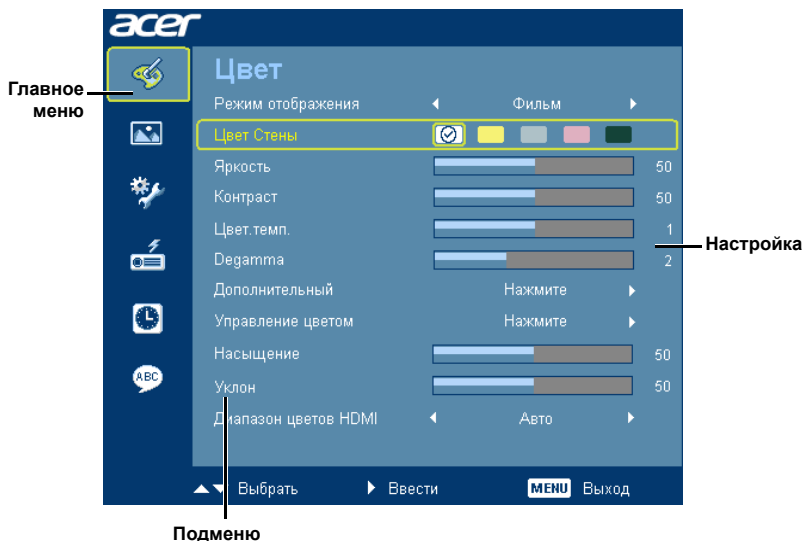 acer
Главное
меню
Цвет
Режим отображения Фильм
Цвет Стены
Яркость 50
Контраст 50
Цвет.темп. 1
Настройка
Degamma 2
Дополнительный Нажмите
Управление цветом Нажмите
Насыщение 50
ABC
Уклон 50
Диапазон цветов HDMI Авто
Выбрать Ввести MENU Выход
Подменю